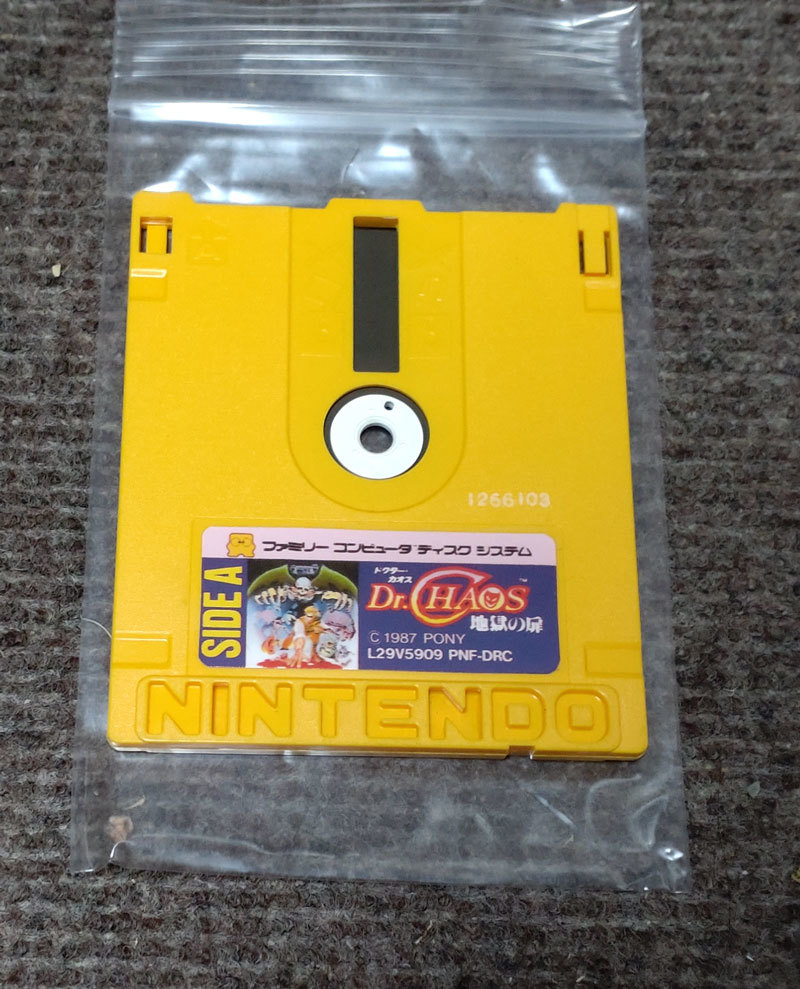 1266103
ファミリー コンピュータ ディスク システム
SIDE A
ドクター・
カオス
Dr. CHAOS™
地獄の扉
© 1987 PONY
L29V5909 PNF-DRC
NINTENDO